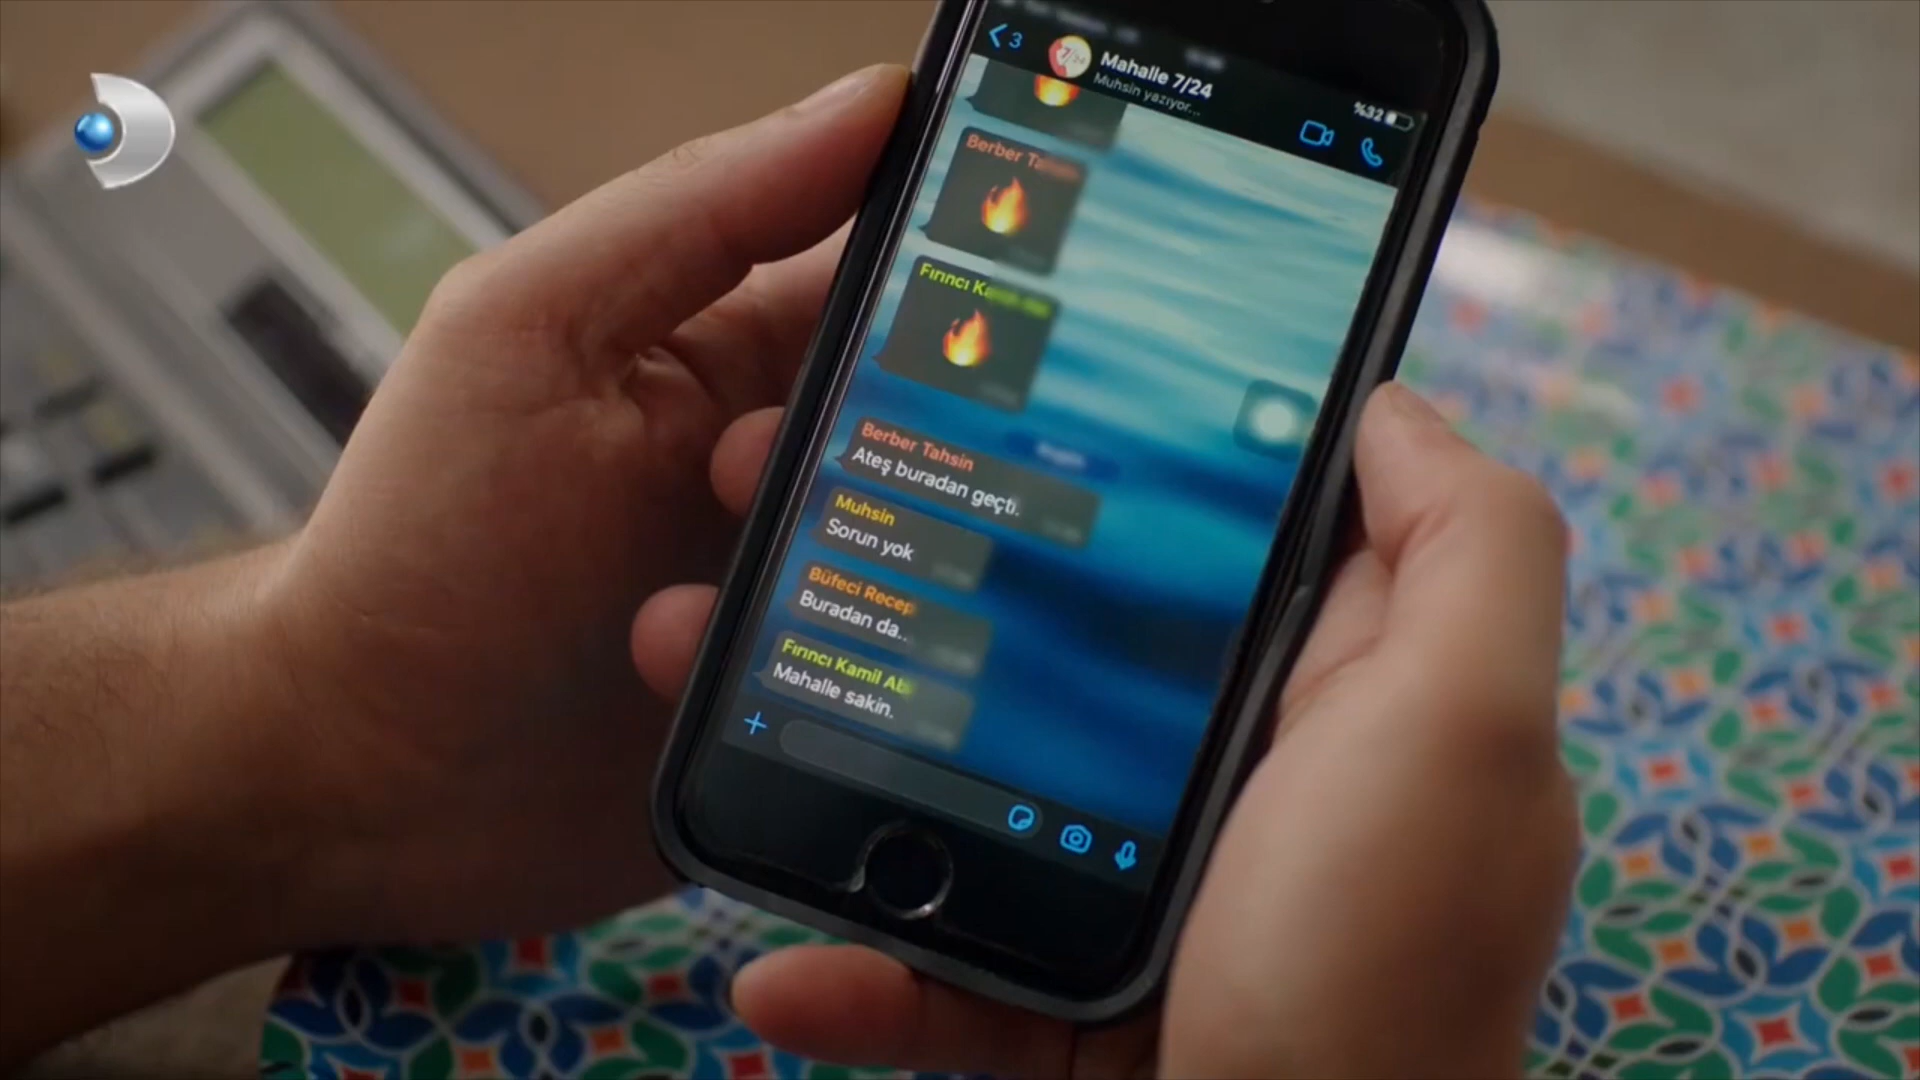 3
Mahalle 7/24
Muhsin yazıyor...
%32
Berber
🔥
Fırıncı
🔥
Berber Tahsin
Ateş buradan geçti.
Muhsin
Sorun yok
Büfeci Recep
Buradan da..
Fırıncı Kamil Abi
Mahalle sakin.